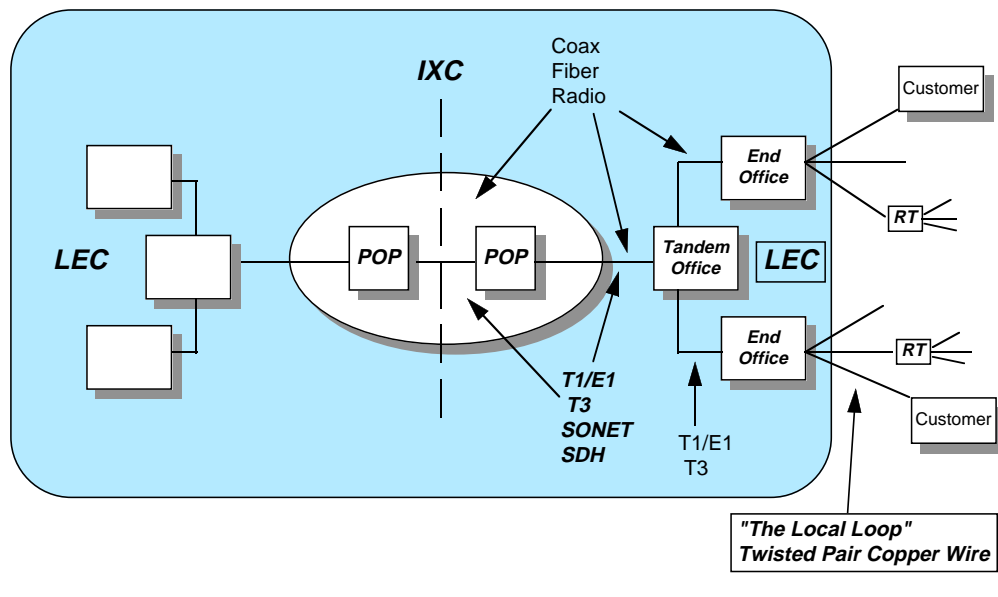 Coax
Fiber
Radio
IXC
Customer
End
Office
RT
LEC
POP
POP
Tandem
Office
LEC
End
Office
RT
T1/E1
T3
SONET
SDH
T1/E1
T3
Customer
"The Local Loop"
Twisted Pair Copper Wire